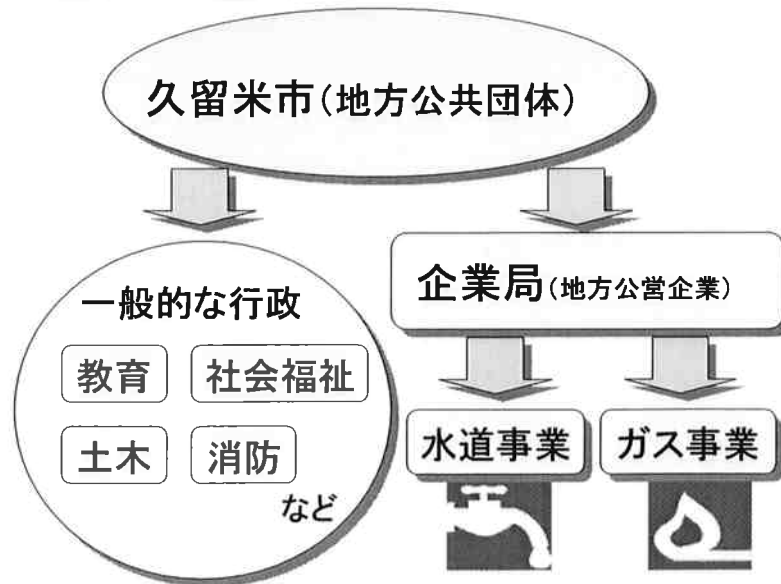 久留米市(地方公共団体)
一般的な行政
教育 社会福祉
土木 消防
など
企業局(地方公営企業)
水道事業 ガス事業